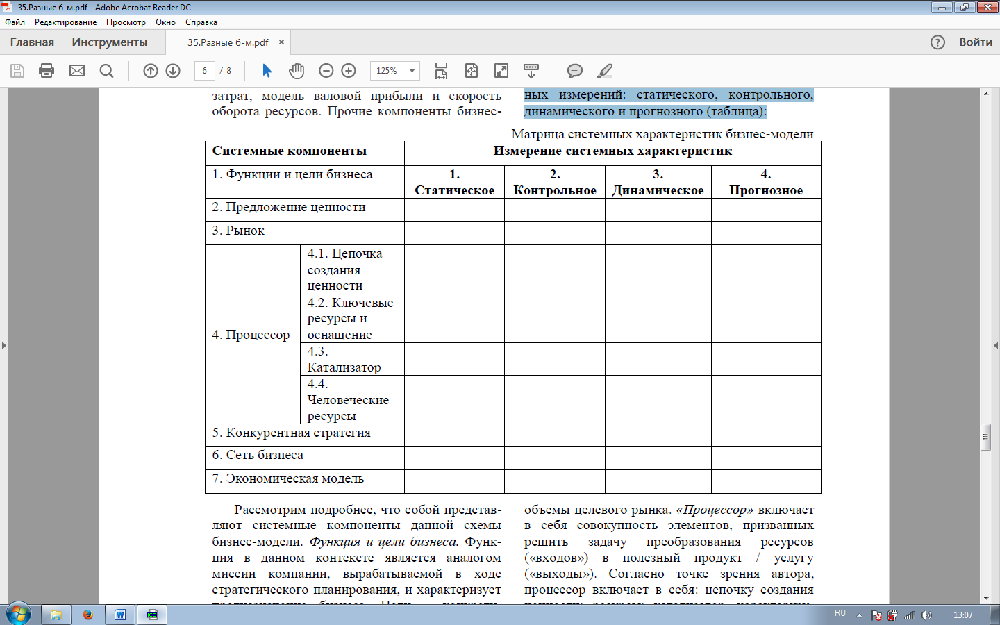 35.Разные б-м.pdf - Adobe Acrobat Reader DC
Файл Редактирование Просмотр Окно Справка
Главная Инструменты 35.Разные б-м.pdf × ? Войти
6 / 8 125%
затрат, модель валовой прибыли и скорость
оборота ресурсов. Прочие компоненты бизнес-
ных измерений: статического, контрольного,
динамического и прогнозного (таблица):
Матрица системных характеристик бизнес-модели
Системные компоненты Измерение системных характеристик
1. Функции и цели бизнеса
1.
Статическое
2.
Контрольное
3.
Динамическое
4.
Прогнозное
2. Предложение ценности
3. Рынок
4. Процессор
4.1. Цепочка
создания
ценности
4.2. Ключевые
ресурсы и
оснащение
4.3.
Катализатор
4.4.
Человеческие
ресурсы
5. Конкурентная стратегия
6. Сеть бизнеса
7. Экономическая модель
Рассмотрим подробнее, что собой представ-
ляют системные компоненты данной схемы
бизнес-модели. Функция и цели бизнеса. Функ-
ция в данном контексте является аналогом
миссии компании, вырабатываемой в ходе
стратегического планирования, и характеризует
объемы целевого рынка. «Процессор» включает
в себя совокупность элементов, призванных
решить задачу преобразования ресурсов
(«входов») в полезный продукт / услугу
(«выходы»). Согласно точке зрения автора,
процессор включает в себя: цепочку создания
RU 13:07